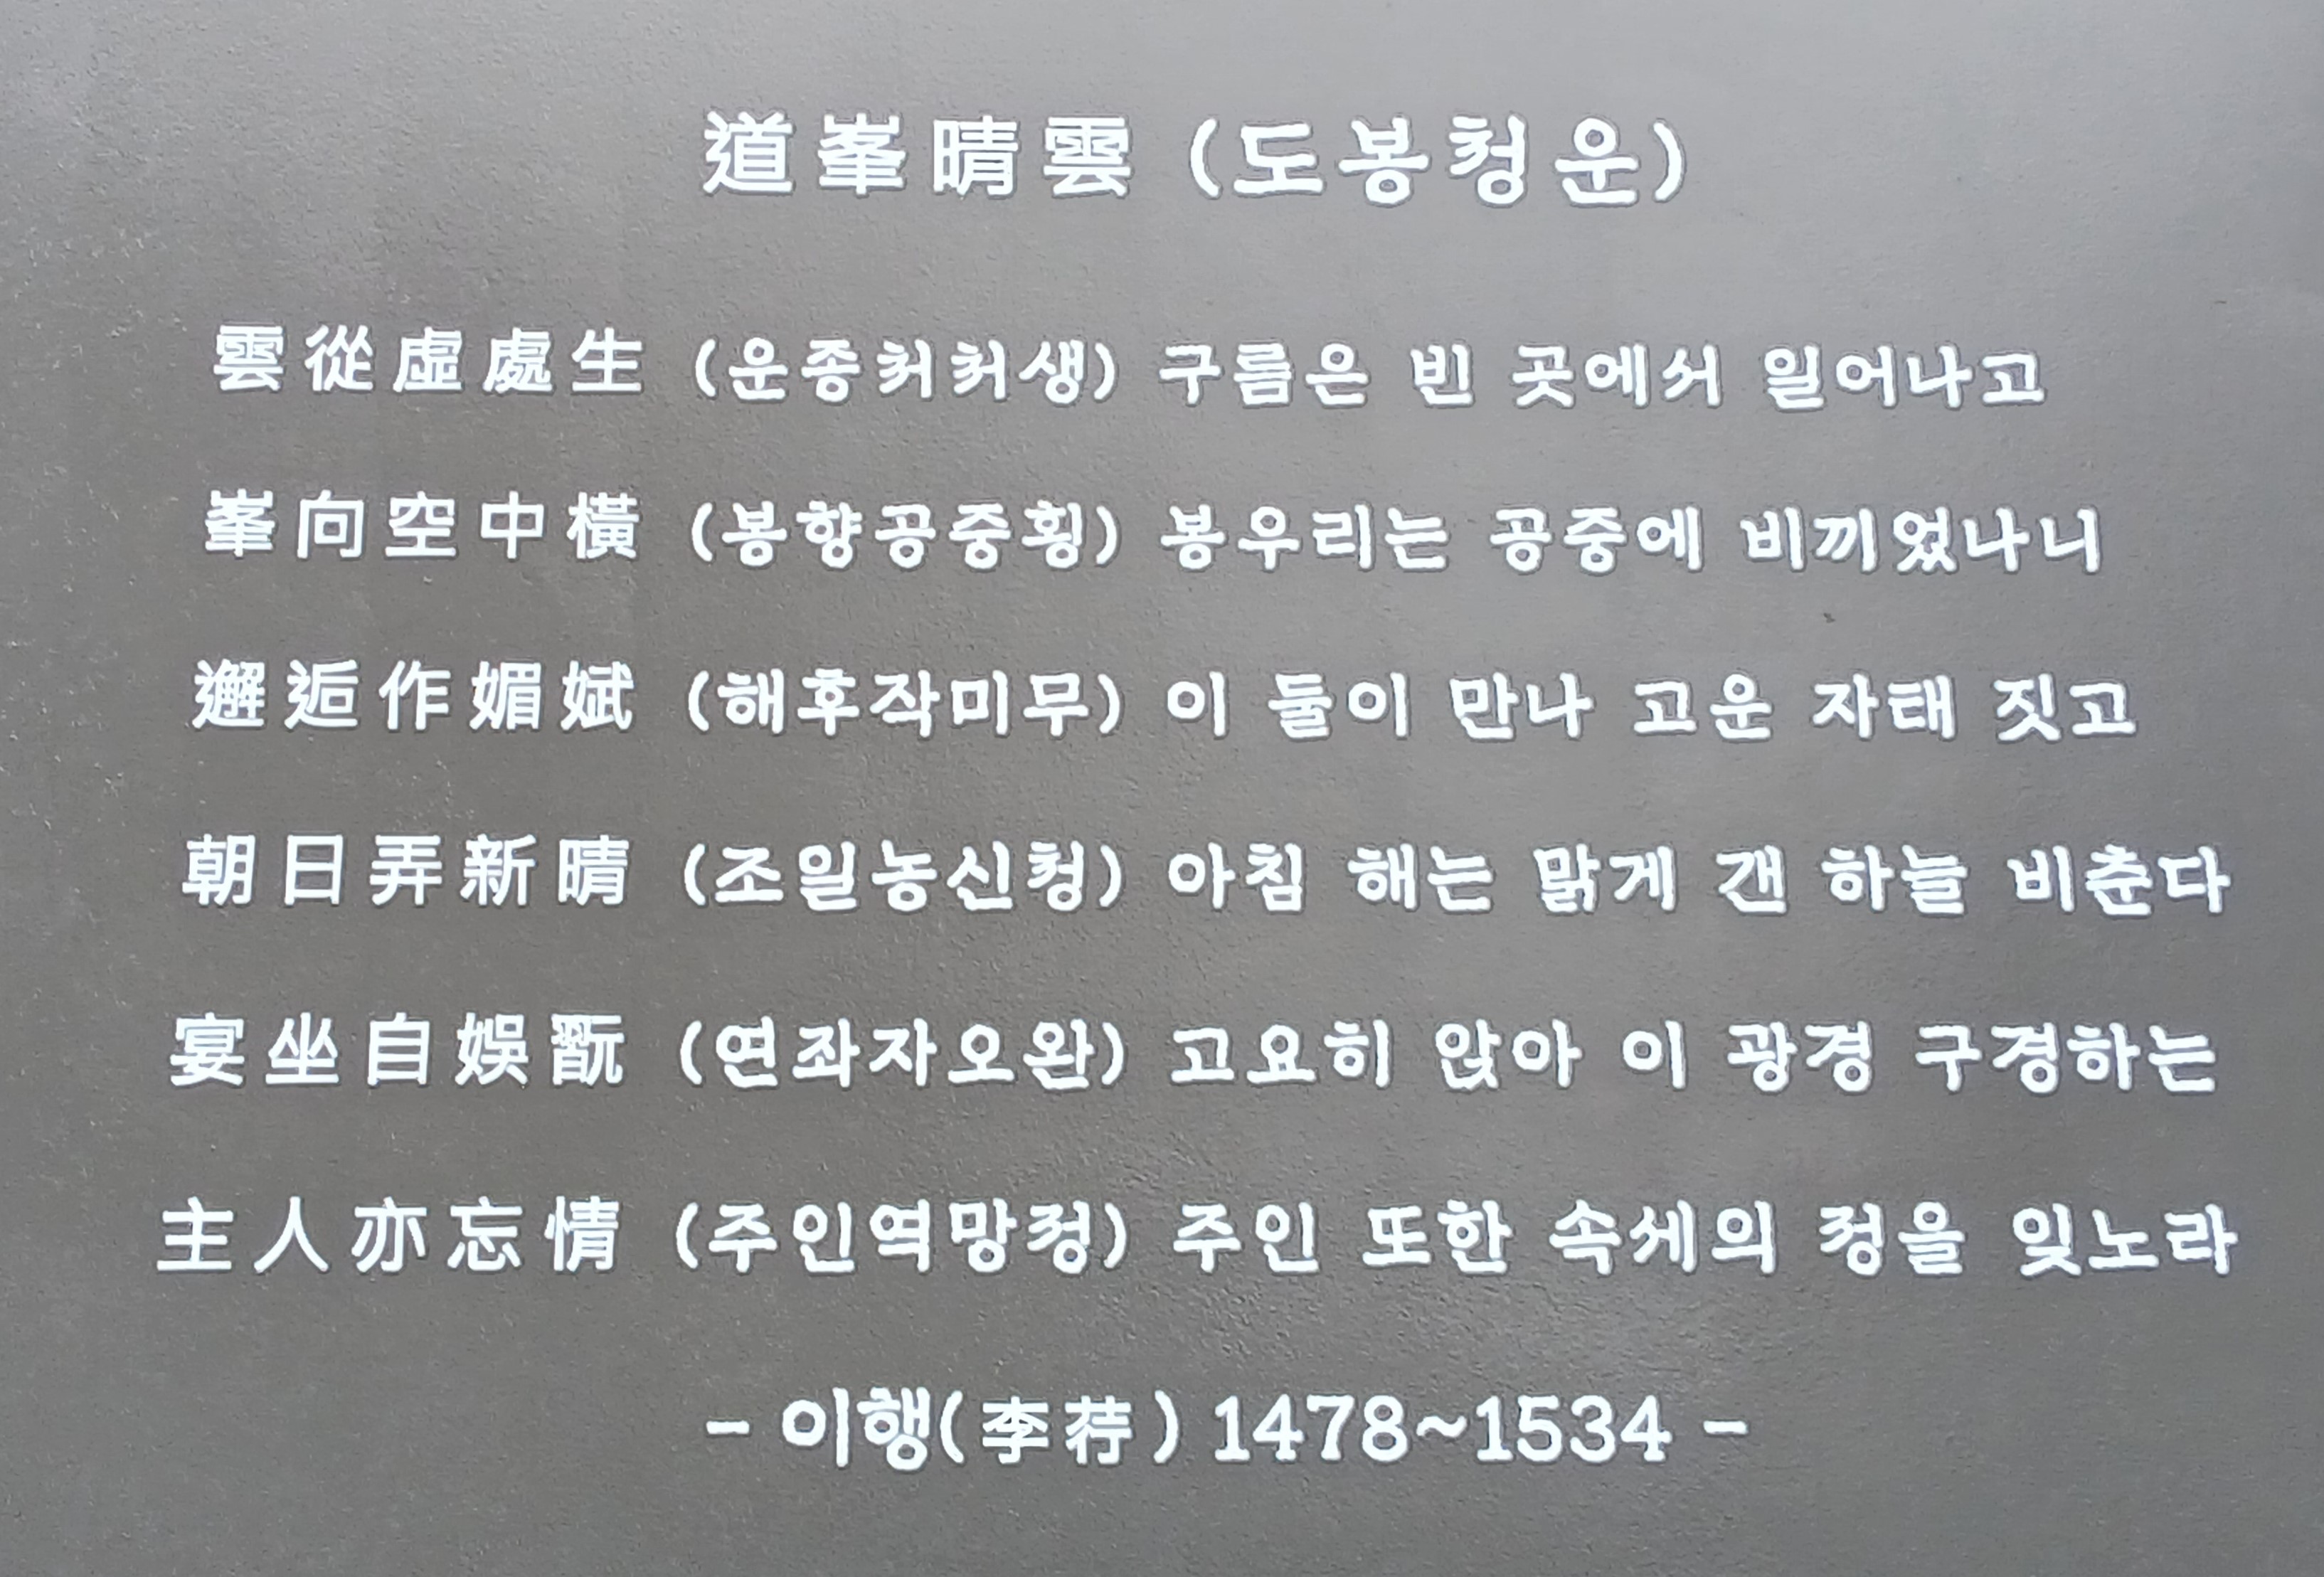 道峯晴雲 (도봉청운)
雲從虛處生 (운종처처생) 구름은 빈 곳에서 일어나고
峯向空中橫 (봉향공중횡) 봉우리는 공중에 비끼었나니
邂逅作媚斌 (해후작미무) 이 둘이 만나 고운 자태 짓고
朝日弄新晴 (조일농신청) 아침 해는 맑게 갠 하늘 비춘다
宴坐自娛翫 (연좌자오완) 고요히 앉아 이 광경 구경하는
主人亦忘情 (주인역망정) 주인 또한 속세의 정을 잊노라
- 이행(李荇) 1478~1534 -